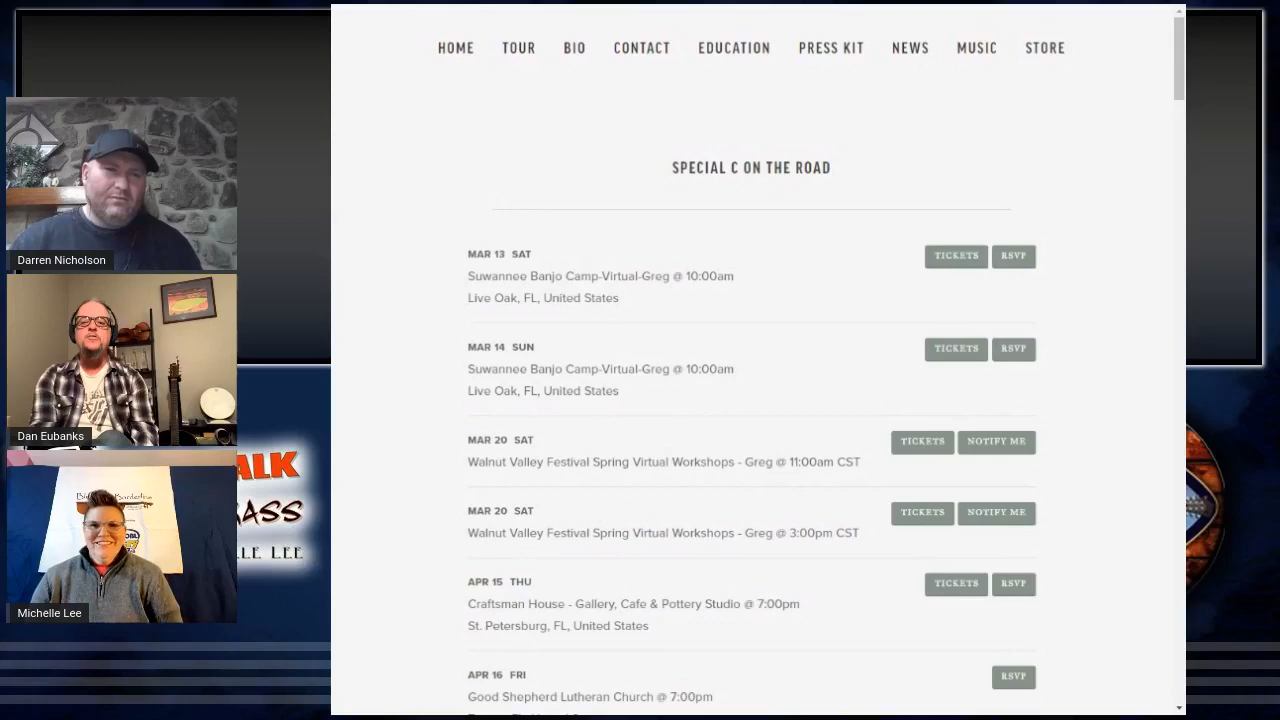 HOME TOUR BIO CONTACT EDUCATION PRESS KIT NEWS MUSIC STORE
SPECIAL C ON THE ROAD
MAR 13 SAT
Suwannee Banjo Camp-Virtual-Greg @ 10:00am
Live Oak, FL, United States
TICKETS RSVP
MAR 14 SUN
Suwannee Banjo Camp-Virtual-Greg @ 10:00am
Live Oak, FL, United States
TICKETS RSVP
MAR 20 SAT
Walnut Valley Festival Spring Virtual Workshops - Greg @ 11:00am CST
TICKETS NOTIFY ME
MAR 20 SAT
Walnut Valley Festival Spring Virtual Workshops - Greg @ 3:00pm CST
TICKETS NOTIFY ME
APR 15 THU
Craftsman House - Gallery, Cafe & Pottery Studio @ 7:00pm
St. Petersburg, FL, United States
TICKETS RSVP
APR 16 FRI
Good Shepherd Lutheran Church @ 7:00pm
RSVP
Darren Nicholson
Dan Eubanks
Michelle Lee
ALK
RASS
LLE LEE